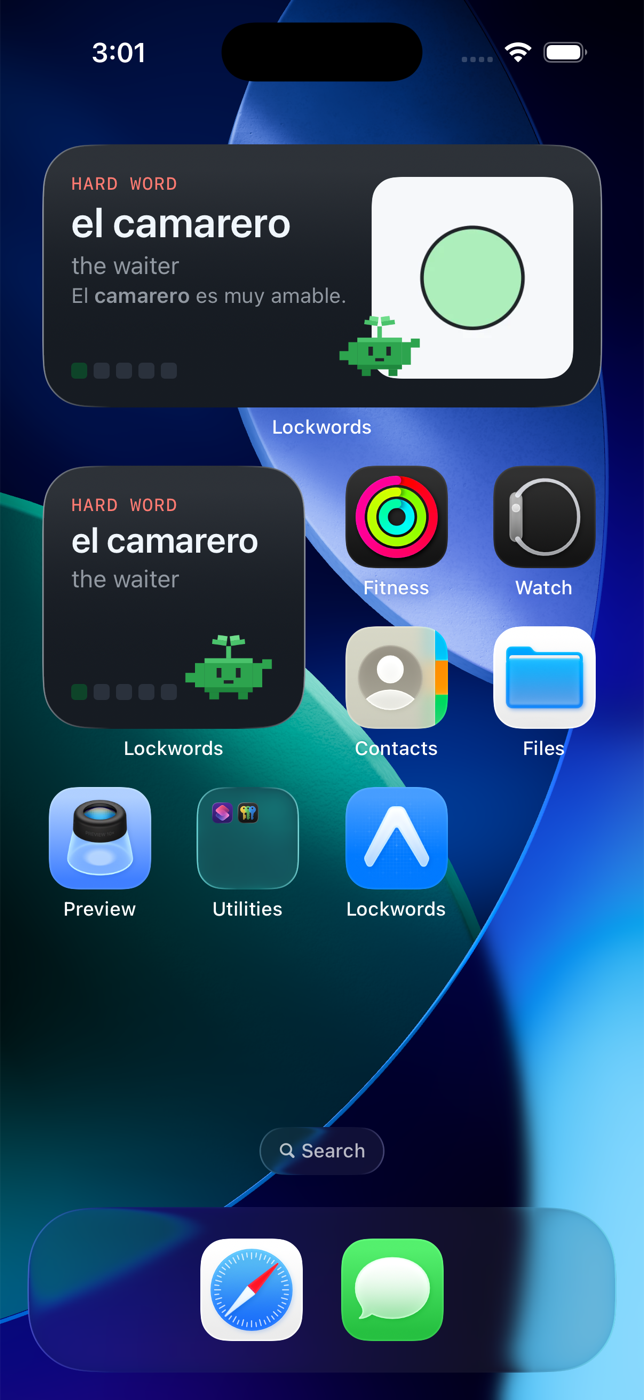 3:01
HARD WORD
el camarero
the waiter
El camarero es muy amable.
Lockwords
HARD WORD
el camarero
the waiter
Lockwords
Fitness
Watch
Contacts
Files
Preview
Utilities
Lockwords
Search